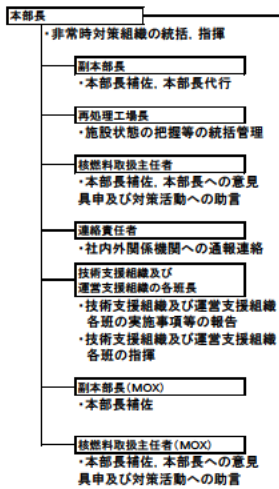 本部長
・非常時対策組織の統括，指揮
副本部長
・本部長補佐，本部長代行
再処理工場長
・施設状態の把握等の統括管理
核燃料取扱主任者
・本部長補佐，本部長への意見
具申及び対策活動への助言
連絡責任者
・社内外関係機関への通報連絡
技術支援組織及び
運営支援組織の各班長
・技術支援組織及び運営支援組織
各班の実施事項等の報告
・技術支援組織及び運営支援組織
各班の指揮
副本部長(MOX)
・本部長補佐
核燃料取扱主任者(MOX)
・本部長補佐，本部長への意見
具申及び対策活動への助言